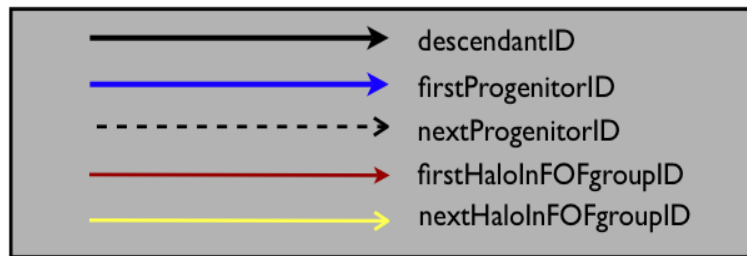 descendantID
firstProgenitorID
nextProgenitorID
firstHaloInFOFgroupID
nextHaloInFOFgroupID